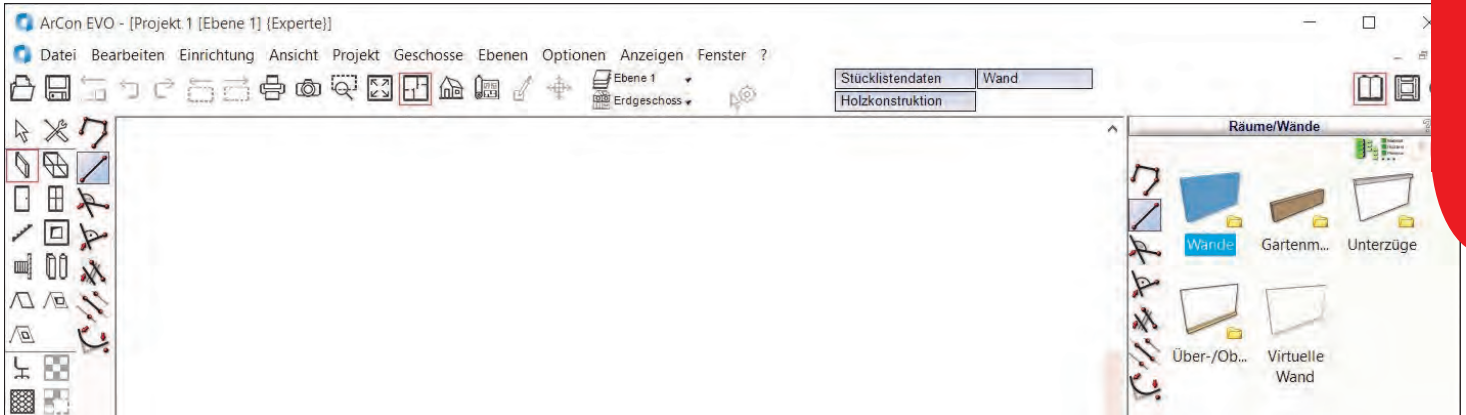 ArCon EVO - [Projekt 1 [Ebene 1] {Experte}]
Datei Bearbeiten Einrichtung Ansicht Projekt Geschosse Ebenen Optionen Anzeigen Fenster ?
Ebene 1
Erdgeschoss
Stücklistendaten Wand
Holzkonstruktion
Räume/Wände
Wände Gartenm... Unterzüge
Über-/Ob... Virtuelle
Wand